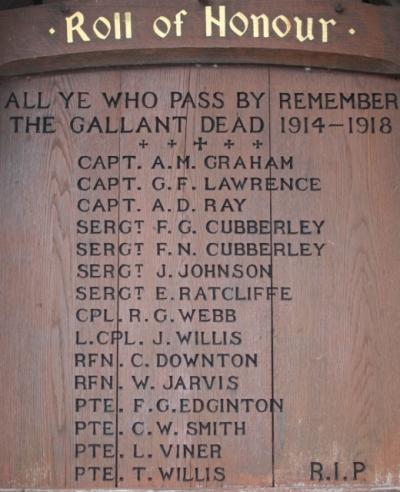 · Roll of Honour ·
ALL YE WHO PASS BY REMEMBER
THE GALLANT DEAD 1914-1918
CAPT. A.M. GRAHAM
CAPT. G.F. LAWRENCE
CAPT. A.D. RAY
SERGT F.G. CUBBERLEY
SERGT F.N. CUBBERLEY
SERGT J. JOHNSON
SERGT E. RATCLIFFE
CPL. R.G. WEBB
L.CPL. J. WILLIS
RFN. C. DOWNTON
RFN. W. JARVIS
PTE. F.G. EDGINTON
PTE. C.W. SMITH
PTE. L. VINER
PTE. T. WILLIS R.I.P